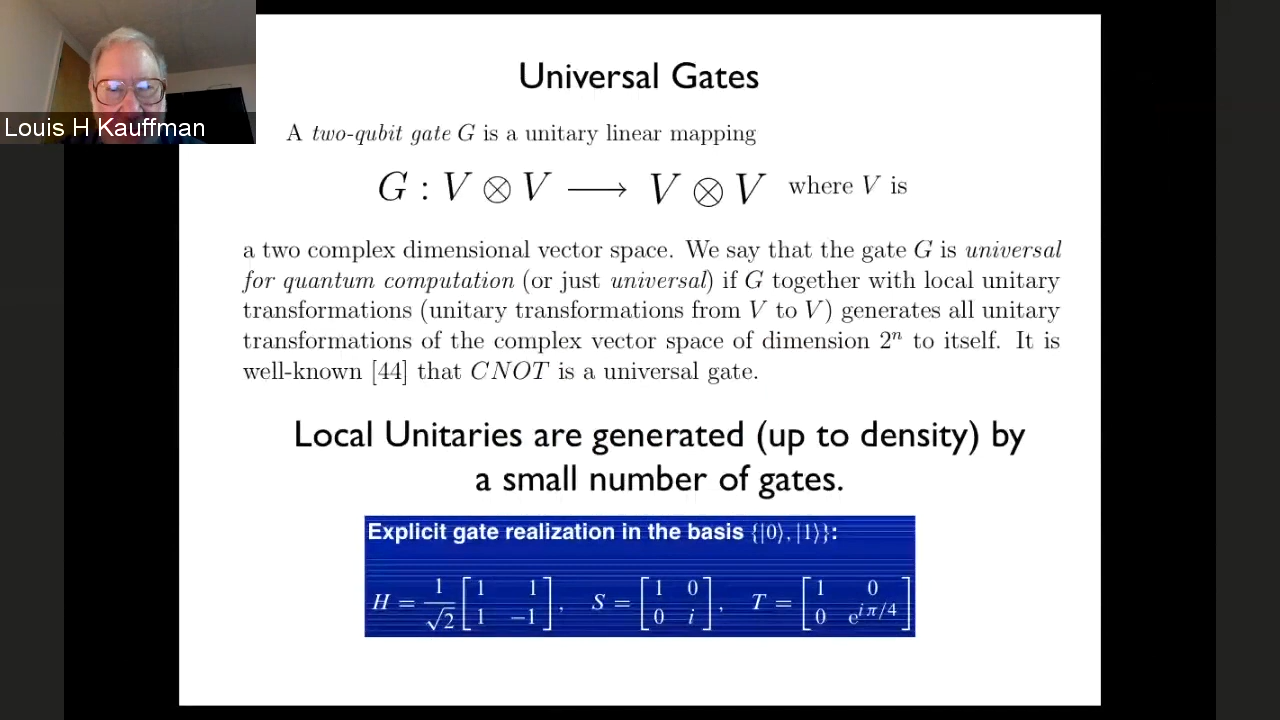 Louis H Kauffman
Universal Gates
A two-qubit gate G is a unitary linear mapping
G : V ⊗ V ⟶ V ⊗ V where V is
a two complex dimensional vector space. We say that the gate G is universal
for quantum computation (or just universal) if G together with local unitary
transformations (unitary transformations from V to V) generates all unitary
transformations of the complex vector space of dimension 2ⁿ to itself. It is
well-known [44] that CNOT is a universal gate.
Local Unitaries are generated (up to density) by
a small number of gates.
Explicit gate realization in the basis {|0⟩, |1⟩}:
H = 1/√2 [1 1; 1 −1], S = [1 0; 0 i], T = [1 0; 0 e^{iπ/4}]